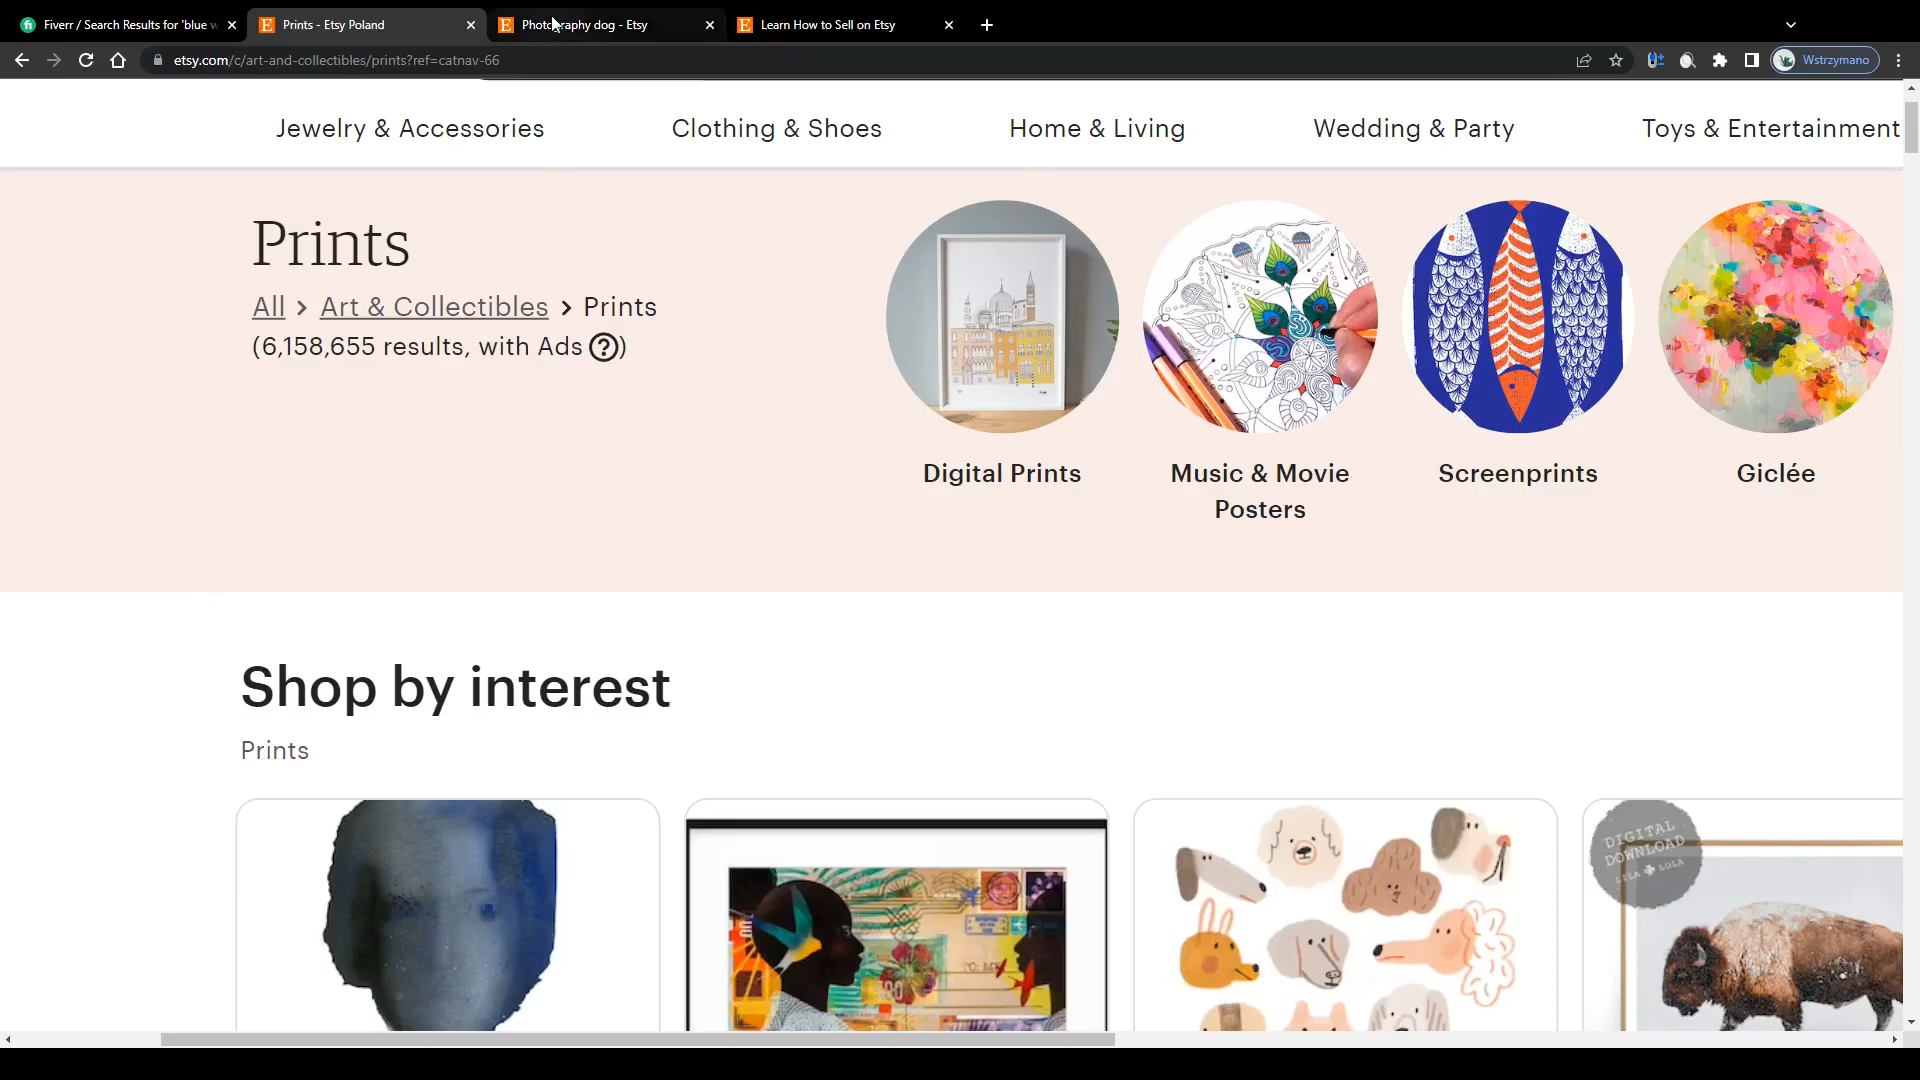 Fiverr / Search Results for 'blue w
Prints - Etsy Poland
Photography dog - Etsy
Learn How to Sell on Etsy
etsy.com/c/art-and-collectibles/prints?ref=catnav-66
Wstrzymano
Jewelry & Accessories
Clothing & Shoes
Home & Living
Wedding & Party
Toys & Entertainment
Prints
All > Art & Collectibles > Prints
(6,158,655 results, with Ads ?)
Digital Prints
Music & Movie
Posters
Screenprints
Giclée
Shop by interest
Prints
DIGITAL
DOWNLOAD
LILA + LOLA